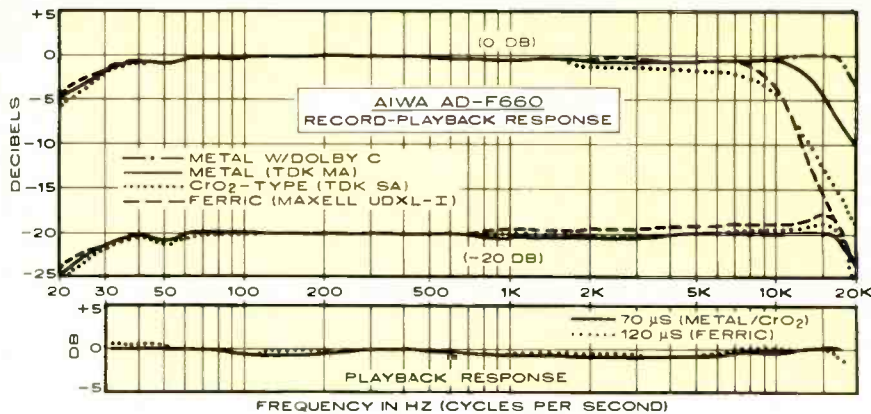 +5
0
-5
-10
-15
-20
-25
DECIBELS
(0 DB)
AIWA AD-F660
RECORD-PLAYBACK RESPONSE
METAL W/DOLBY C
METAL (TDK MA)
CrO2-TYPE (TDK SA)
FERRIC (MAXELL UDXL-I)
(-20 DB)
20 50 100 200 500 1K 2K 5K 10K 20K
+5
0
-5
DB
70 µS (METAL/CrO2)
120 µS (FERRIC)
PLAYBACK RESPONSE
FREQUENCY IN HZ (CYCLES PER SECOND)